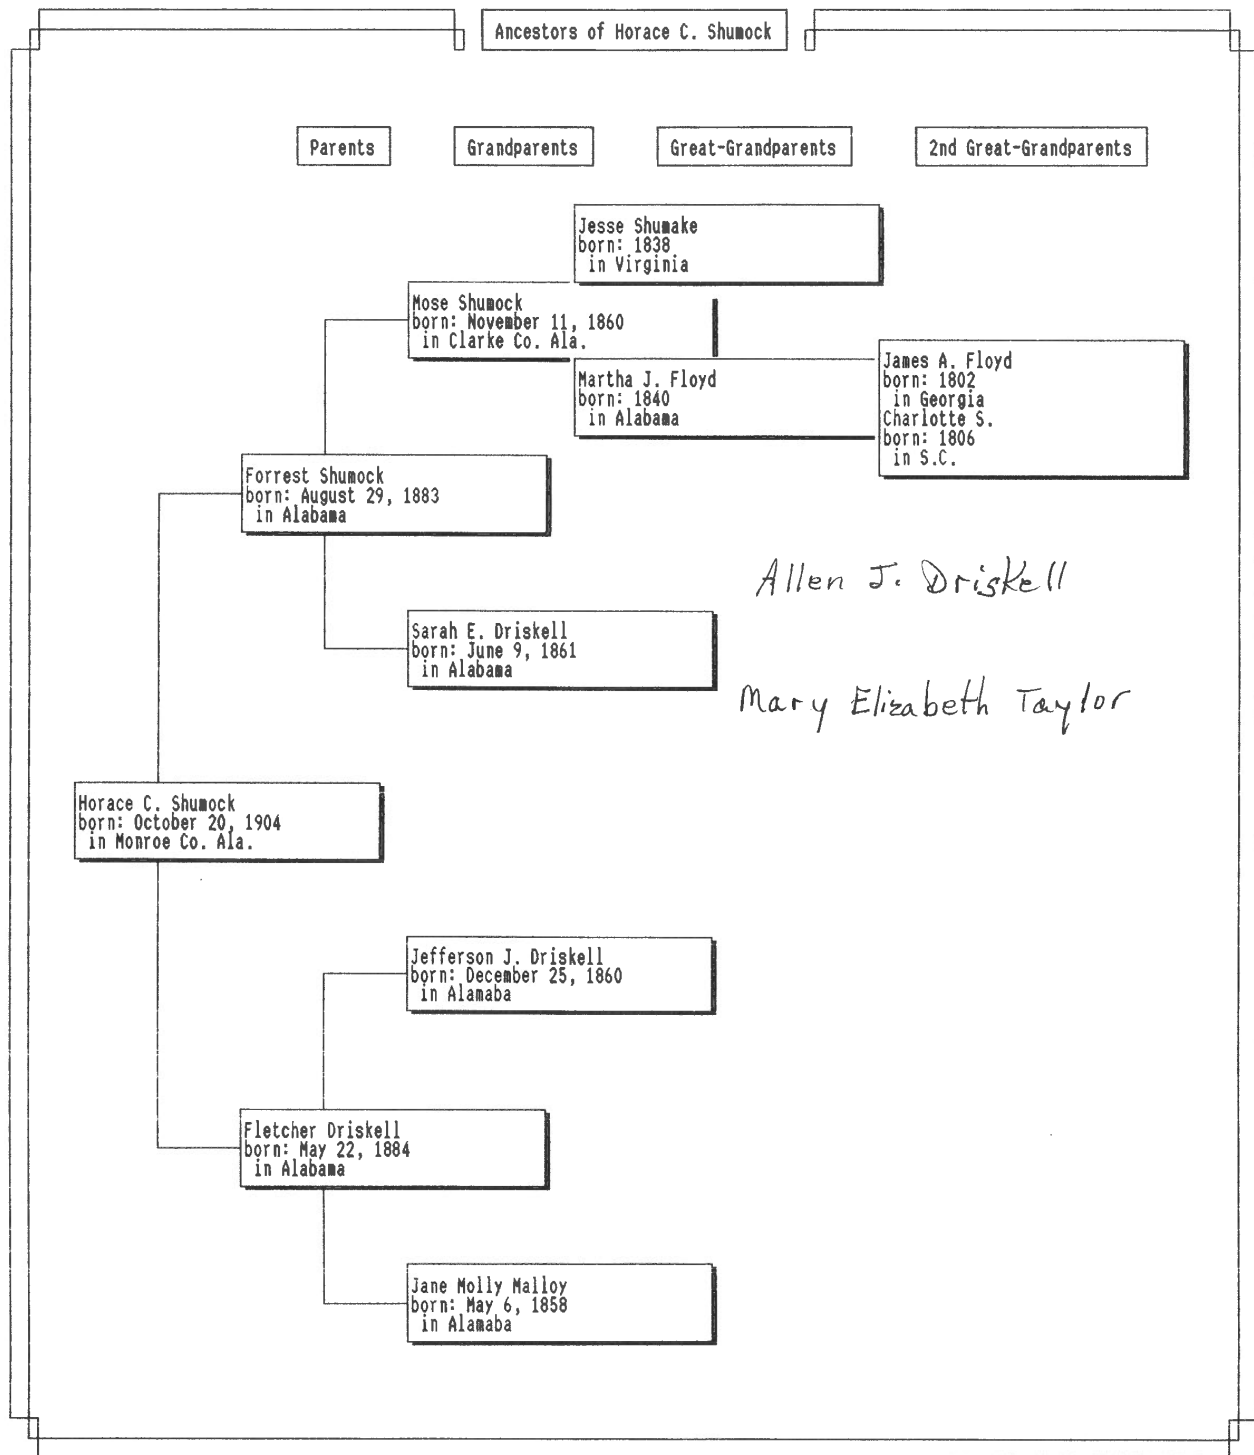 Ancestors of Horace C. Shumock
Parents
Grandparents
Great-Grandparents
2nd Great-Grandparents
Jesse Shumake
born: 1838
in Virginia
Mose Shumock
born: November 11, 1860
in Clarke Co. Ala.
Martha J. Floyd
born: 1840
in Alabama
James A. Floyd
born: 1802
in Georgia
Charlotte S.
born: 1806
in S.C.
Forrest Shumock
born: August 29, 1883
in Alabama
Allen J. Driskell
Sarah E. Driskell
born: June 9, 1861
in Alabama
Mary Elizabeth Taylor
Horace C. Shumock
born: October 20, 1904
in Monroe Co. Ala.
Jefferson J. Driskell
born: December 25, 1860
in Alamaba
Fletcher Driskell
born: May 22, 1884
in Alabama
Jane Molly Malloy
born: May 6, 1858
in Alamaba